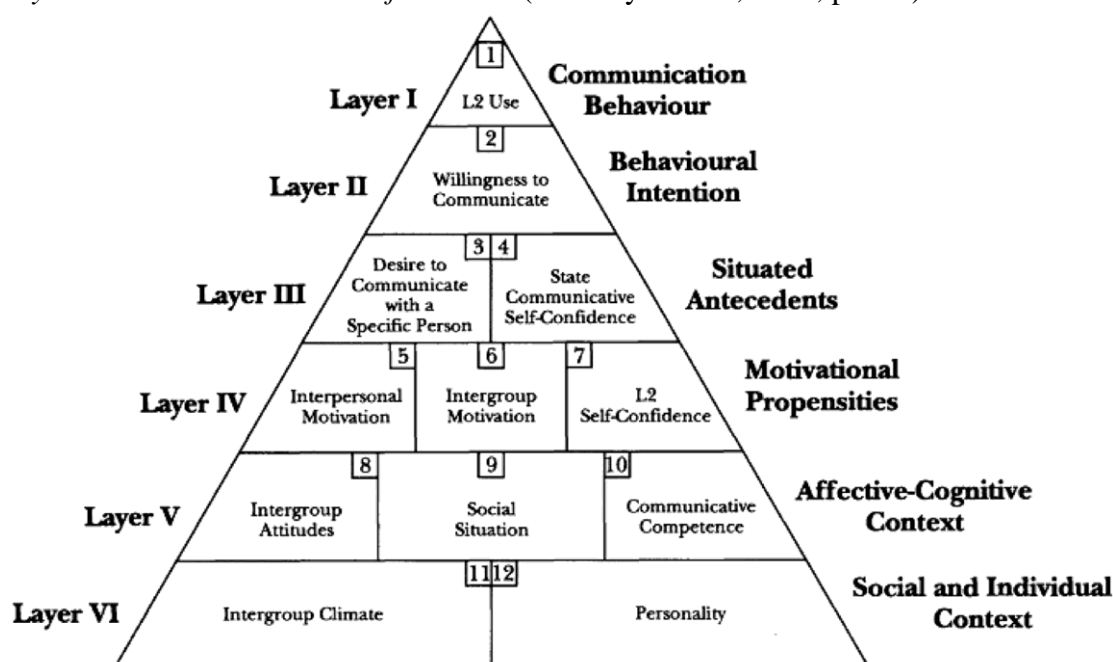 1
Communication
Behaviour
Layer I
L2 Use
2
Behavioural
Intention
Layer II
Willingness to
Communicate
3 4
Situated
Antecedents
Layer III
Desire to
Communicate
with a
Specific Person
State
Communicative
Self-Confidence
5 6 7
Motivational
Propensities
Layer IV
Interpersonal
Motivation
Intergroup
Motivation
L2
Self-Confidence
8 9 10
Affective-Cognitive
Context
Layer V
Intergroup
Attitudes
Social
Situation
Communicative
Competence
11 12
Social and Individual
Context
Layer VI
Intergroup Climate
Personality